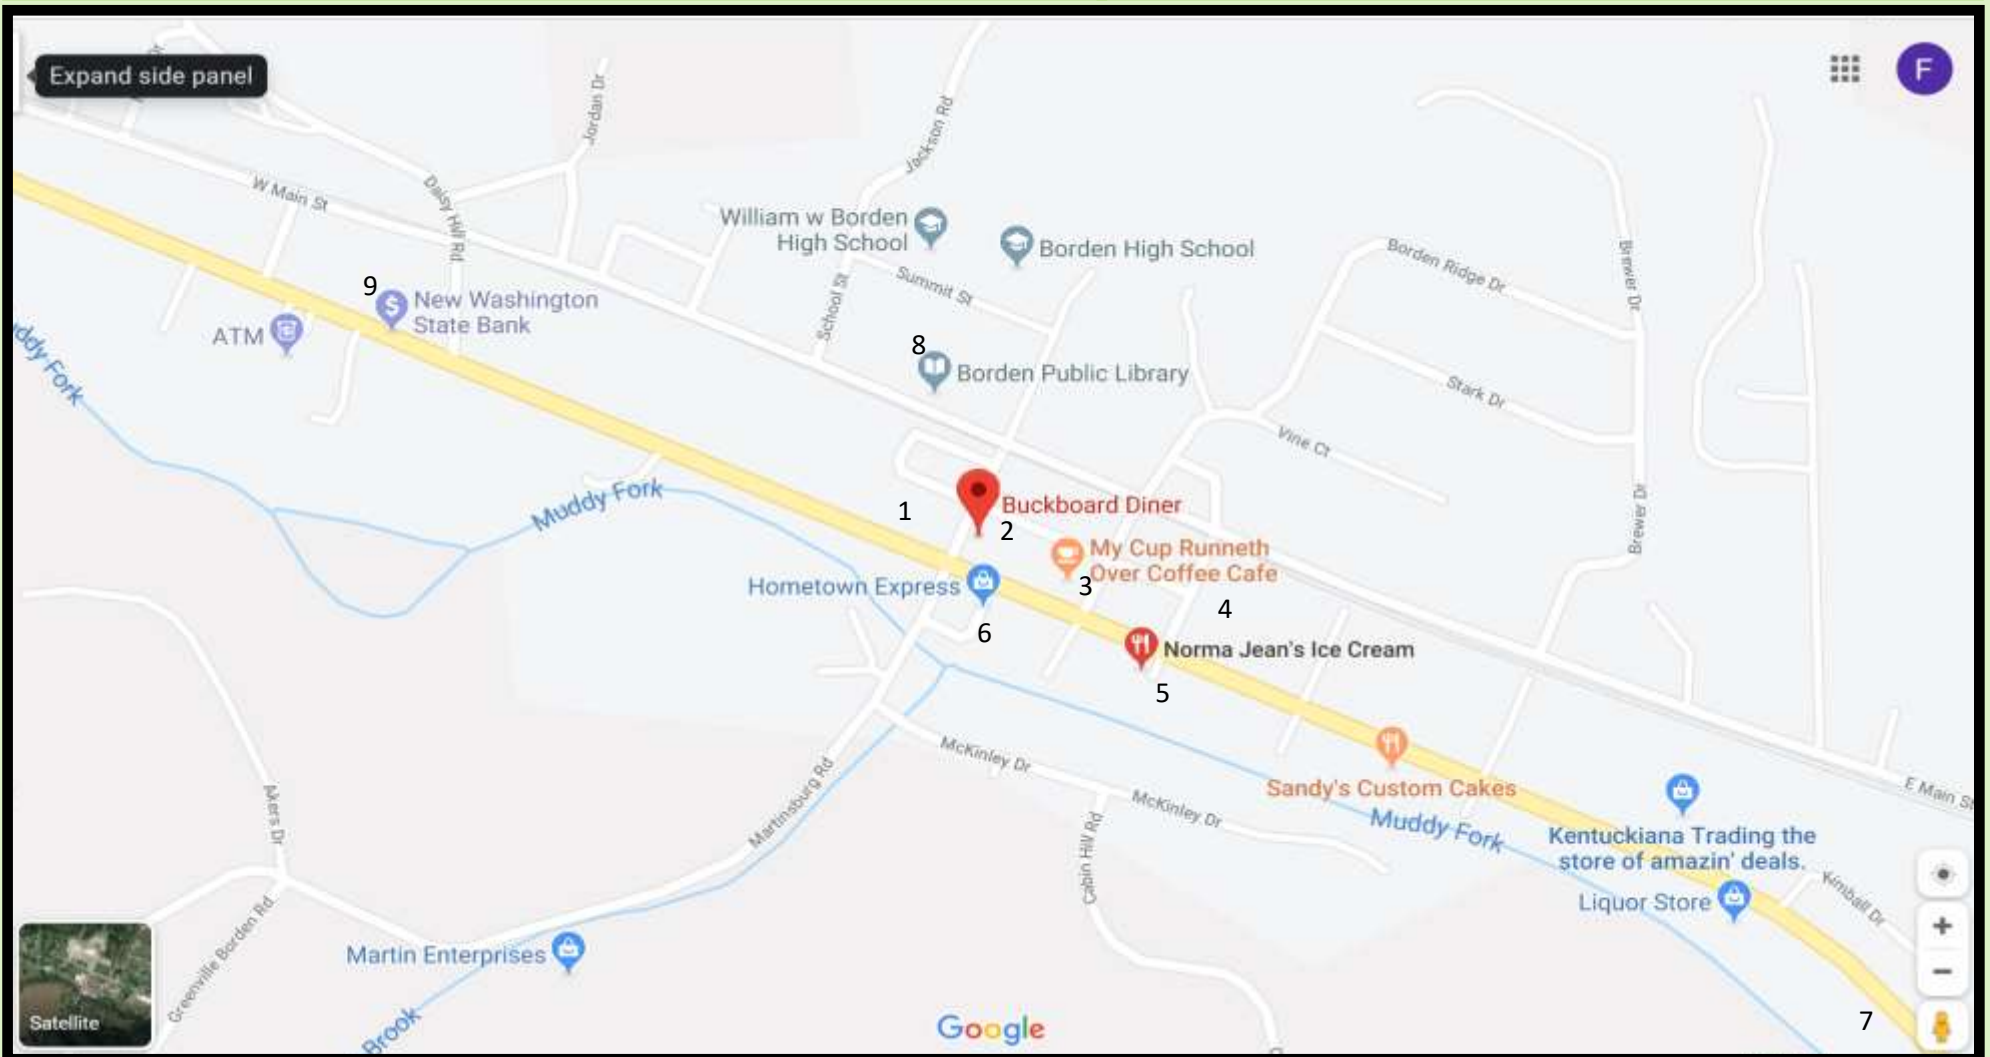 Expand side panel
F
Jordan Dr
Jackson Rd
W Main St
Daisy Hill Rd
William w Borden
High School
Borden High School
Borden Ridge Dr
Brewer Dr
Summit St
School St
9
New Washington
State Bank
ATM
8
Borden Public Library
Stark Dr
Muddy Fork
Vine Ct
Muddy Fork
1
Buckboard Diner
2
Brewer Dr
My Cup Runneth
Over Coffee Cafe
3
Hometown Express
4
6
Norma Jean's Ice Cream
5
McKinley Dr
Martinsburg Rd
McKinley Dr
Sandy's Custom Cakes
E Main St
Akers Dr
Muddy Fork
Cabin Hill Rd
Kentuckiana Trading the
store of amazin' deals.
Liquor Store
Kimball Dr
Greenville Borden Rd
Martin Enterprises
Satellite
Brook
Google
7